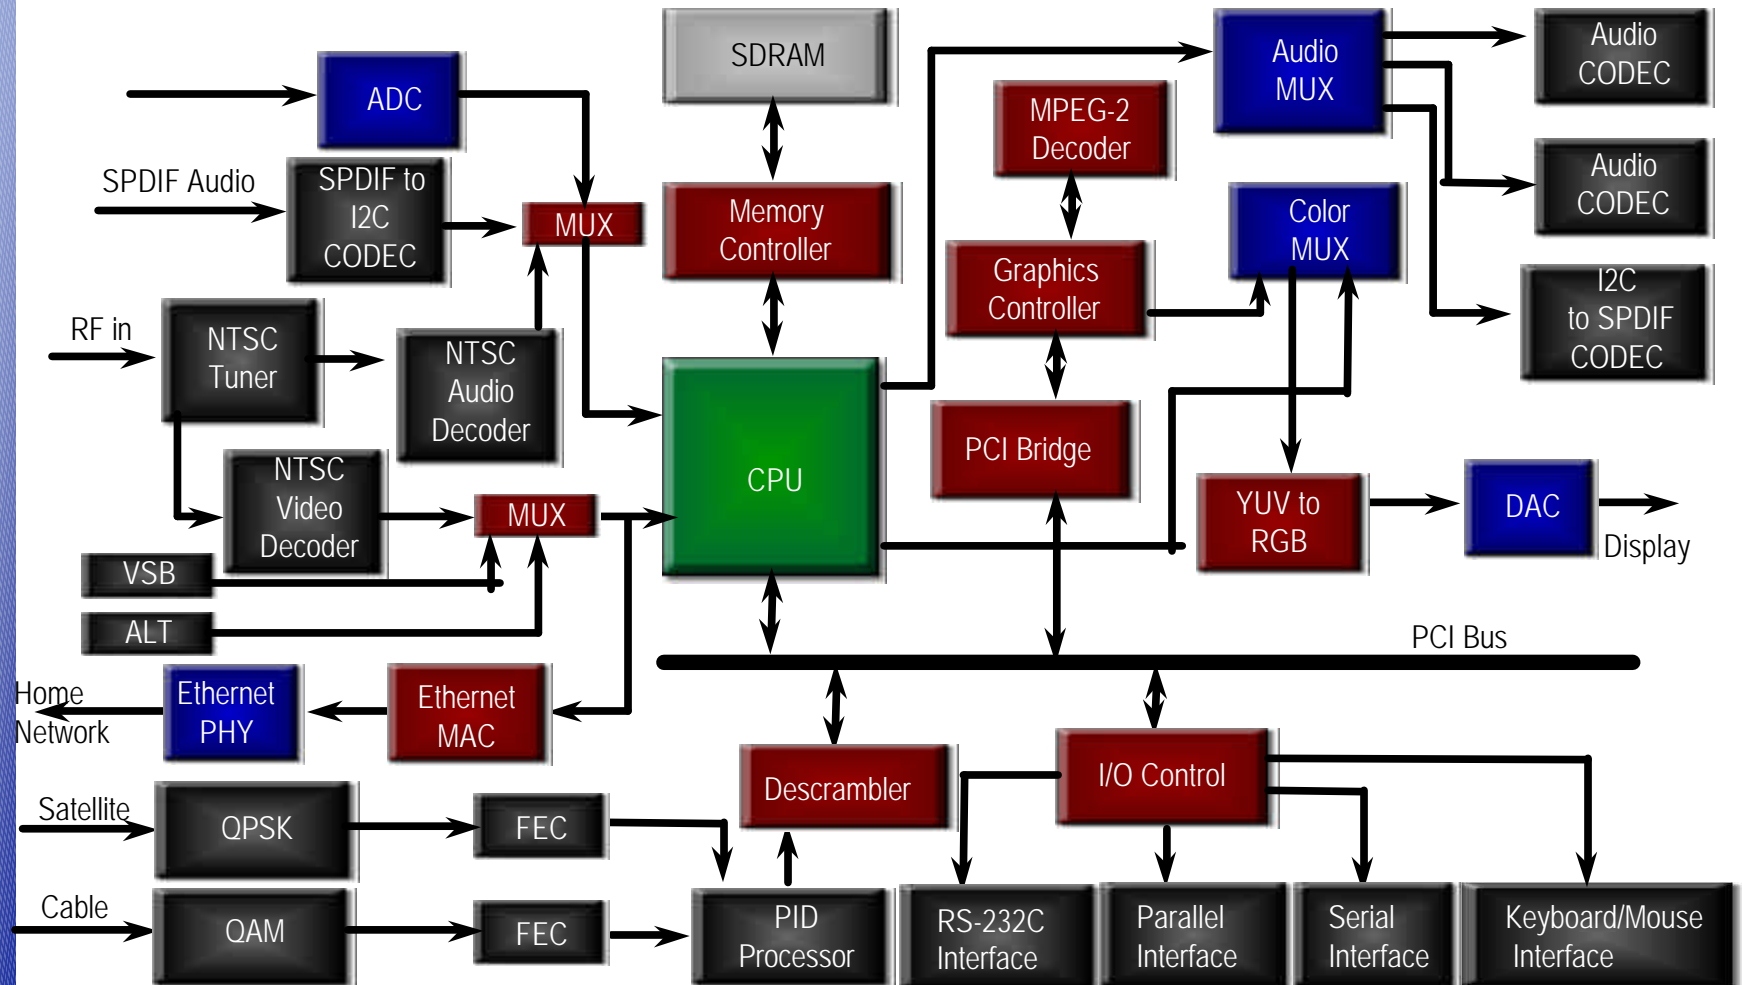 SDRAM
Audio
MUX
Audio
CODEC
ADC
MPEG-2
Decoder
SPDIF Audio
SPDIF to
I2C
CODEC
MUX
Memory
Controller
Color
MUX
Audio
CODEC
Graphics
Controller
I2C
to SPDIF
CODEC
RF in
NTSC
Tuner
NTSC
Audio
Decoder
CPU
PCI Bridge
NTSC
Video
Decoder
MUX
YUV to
RGB
DAC
Display
VSB
ALT
PCI Bus
Home
Network
Ethernet
PHY
Ethernet
MAC
Descrambler
I/O Control
Satellite
QPSK
FEC
Cable
QAM
FEC
PID
Processor
RS-232C
Interface
Parallel
Interface
Serial
Interface
Keyboard/Mouse
Interface